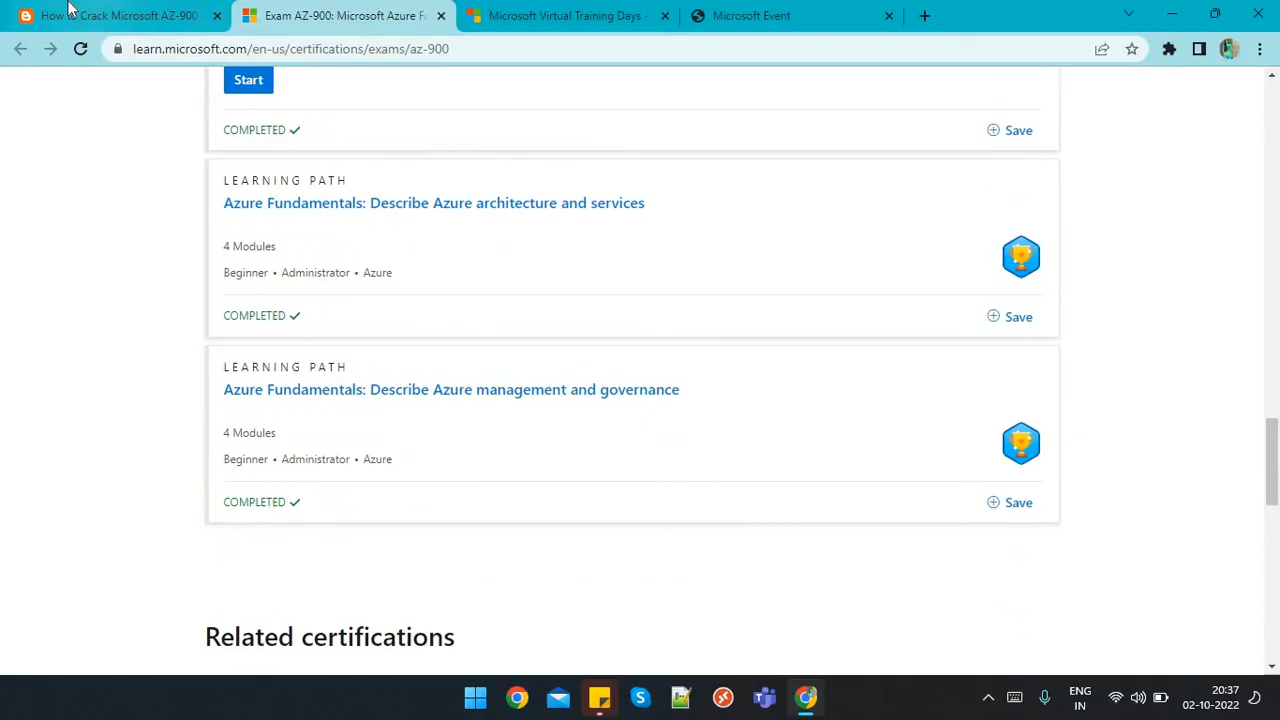 How to Crack Microsoft AZ-900
Exam AZ-900: Microsoft Azure Fu
Microsoft Virtual Training Days -
Microsoft Event
learn.microsoft.com/en-us/certifications/exams/az-900
Start
COMPLETED ✓
Save
LEARNING PATH
Azure Fundamentals: Describe Azure architecture and services
4 Modules
Beginner • Administrator • Azure
COMPLETED ✓
Save
LEARNING PATH
Azure Fundamentals: Describe Azure management and governance
4 Modules
Beginner • Administrator • Azure
COMPLETED ✓
Save
Related certifications
ENG
IN
20:37
02-10-2022